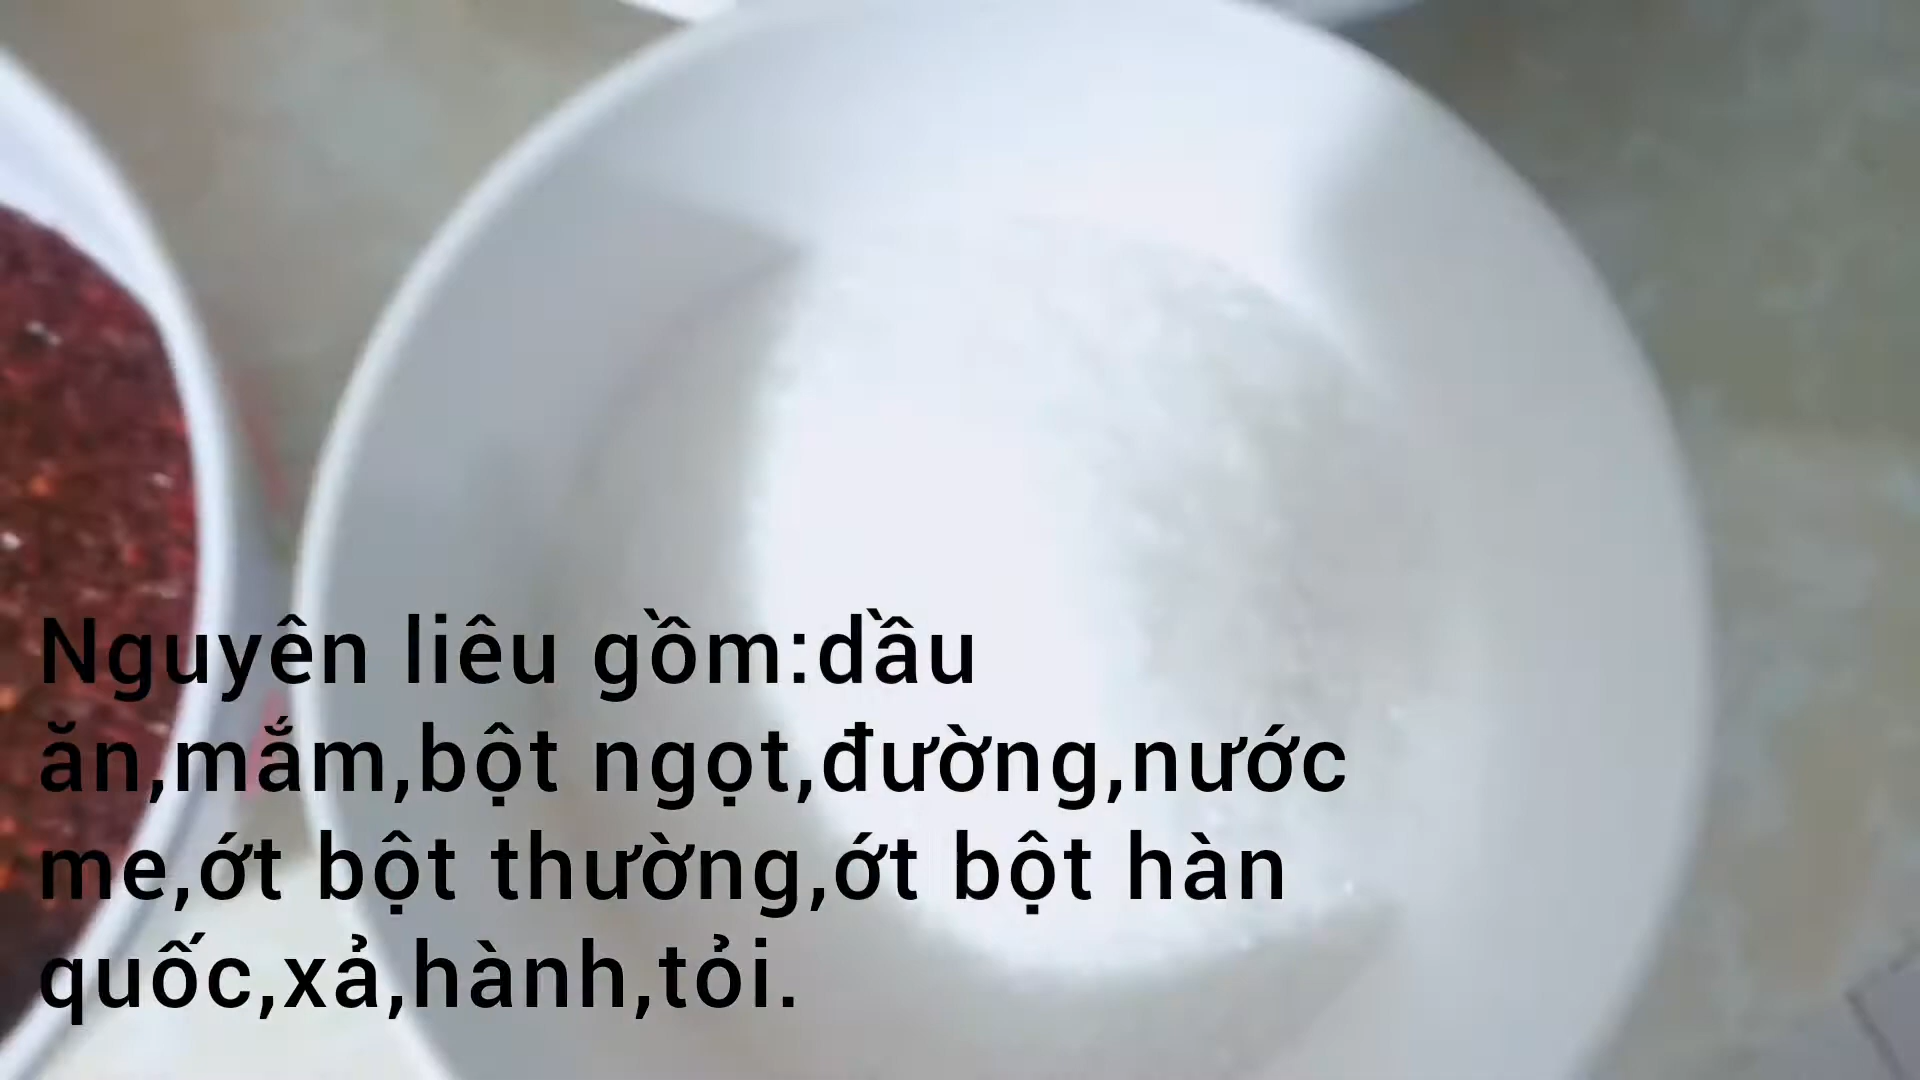 Nguyên liêu gồm:dầu
ăn,mắm,bột ngọt,đường,nước
me,ớt bột thường,ớt bột hàn
quốc,xả,hành,tỏi.